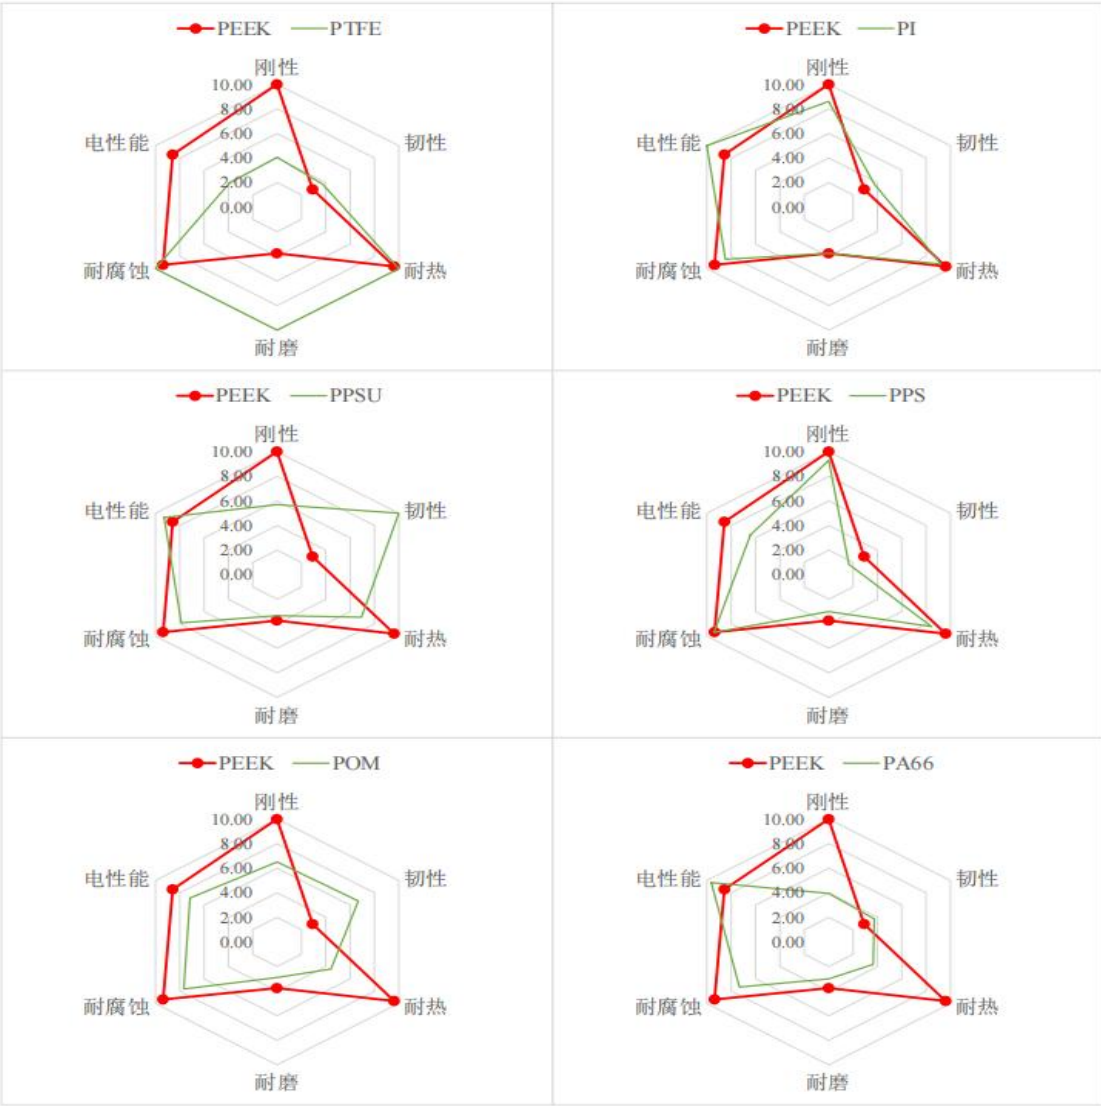 PEEK PTFE
刚性
10.00
8.00
电性能 韧性
6.00
4.00
2.00
0.00
耐腐蚀 耐热
耐磨
PEEK PI
刚性
10.00
8.00
电性能 韧性
6.00
4.00
2.00
0.00
耐腐蚀 耐热
耐磨
PEEK PPSU
刚性
10.00
8.00
电性能 韧性
6.00
4.00
2.00
0.00
耐腐蚀 耐热
耐磨
PEEK PPS
刚性
10.00
8.00
电性能 韧性
6.00
4.00
2.00
0.00
耐腐蚀 耐热
耐磨
PEEK POM
刚性
10.00
8.00
电性能 韧性
6.00
4.00
2.00
0.00
耐腐蚀 耐热
耐磨
PEEK PA66
刚性
10.00
8.00
电性能 韧性
6.00
4.00
2.00
0.00
耐腐蚀 耐热
耐磨